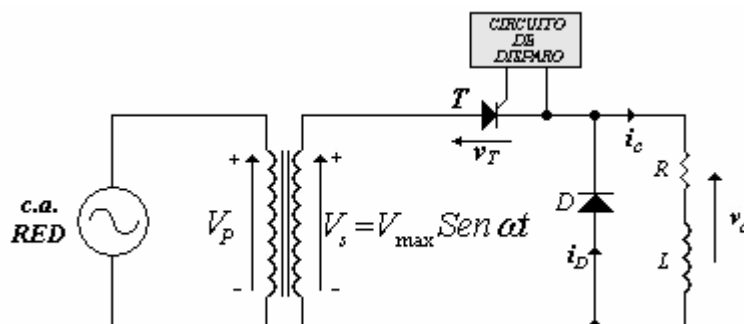 CIRCUITO
DE
DISPARO
T
v_T
i_c
+
+
R
c.a.
RED
V_P
V_s = V_max Sen ωt
D
i_D
L
-
-